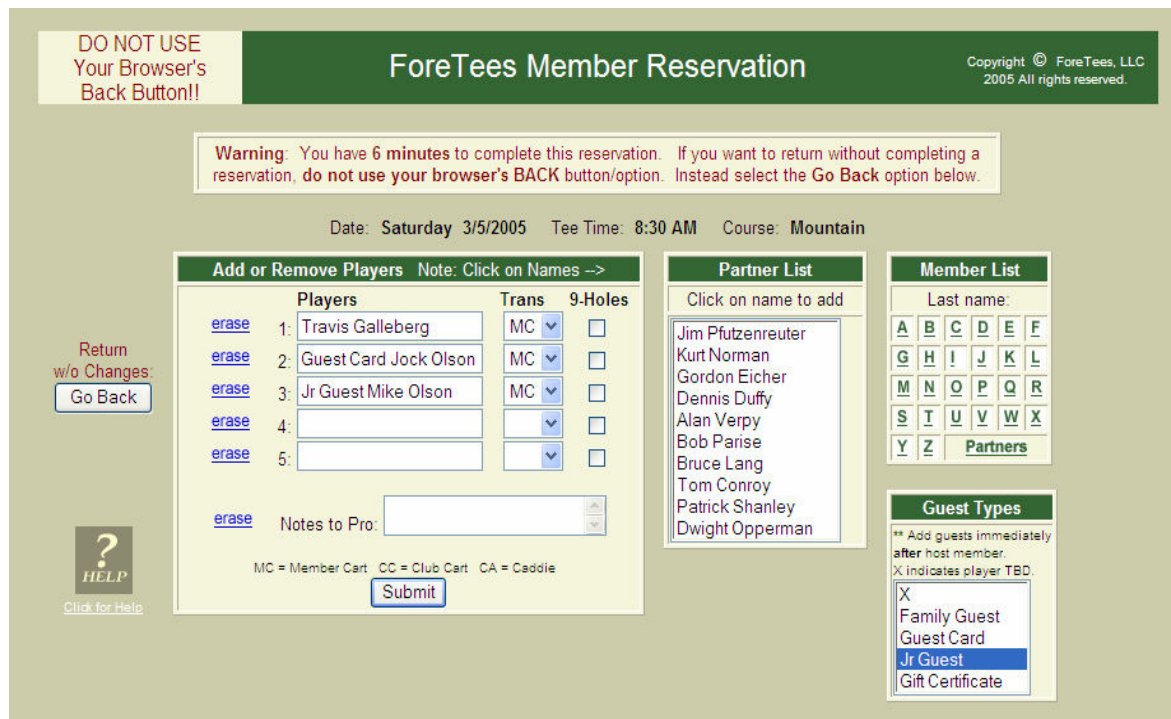 DO NOT USE
Your Browser's
Back Button!!
ForeTees Member Reservation
Copyright © ForeTees, LLC
2005 All rights reserved.
Warning: You have 6 minutes to complete this reservation. If you want to return without completing a
reservation, do not use your browser's BACK button/option. Instead select the Go Back option below.
Date: Saturday 3/5/2005 Tee Time: 8:30 AM Course: Mountain
Return
w/o Changes:
Go Back
HELP
Click for Help
Add or Remove Players Note: Click on Names -->
Players Trans 9-Holes
erase 1: Travis Galleberg MC
erase 2: Guest Card Jock Olson MC
erase 3: Jr Guest Mike Olson MC
erase 4:
erase 5:
erase Notes to Pro:
MC = Member Cart CC = Club Cart CA = Caddie
Submit
Partner List
Click on name to add
Jim Pfutzenreuter
Kurt Norman
Gordon Eicher
Dennis Duffy
Alan Verpy
Bob Parise
Bruce Lang
Tom Conroy
Patrick Shanley
Dwight Opperman
Member List
Last name:
A B C D E F
G H I J K L
M N O P Q R
S T U V W X
Y Z Partners
Guest Types
** Add guests immediately
after host member.
X indicates player TBD.
X
Family Guest
Guest Card
Jr Guest
Gift Certificate